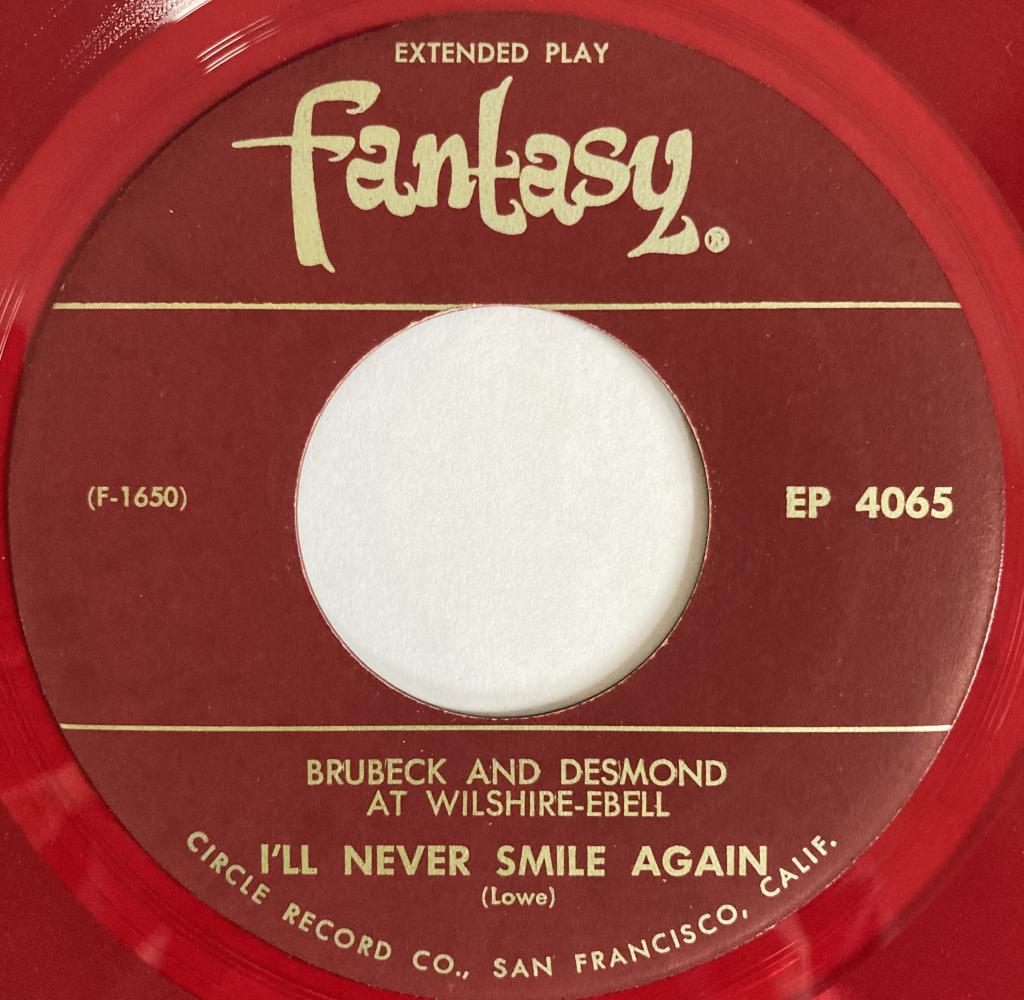 EXTENDED PLAY
fantasy®
(F-1650)
EP 4065
BRUBECK AND DESMOND
AT WILSHIRE-EBELL
I'LL NEVER SMILE AGAIN
(Lowe)
CIRCLE RECORD CO., SAN FRANCISCO, CALIF.